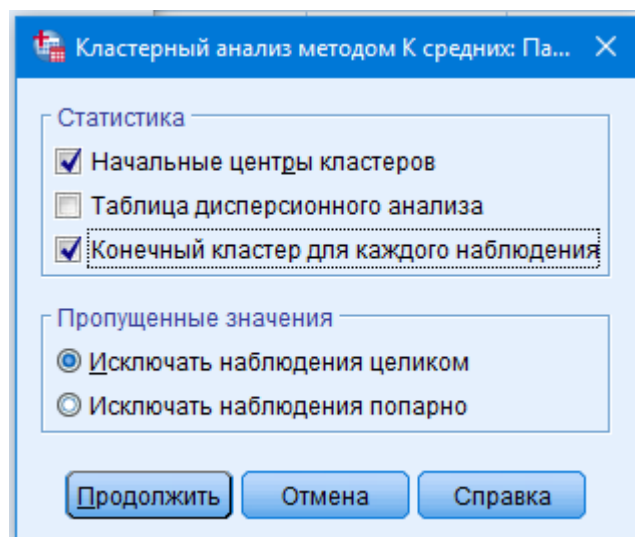 Кластерный анализ методом К средних: Па...
Статистика
Начальные центры кластеров
Таблица дисперсионного анализа
Конечный кластер для каждого наблюдения
Пропущенные значения
Исключать наблюдения целиком
Исключать наблюдения попарно
Продолжить Отмена Справка